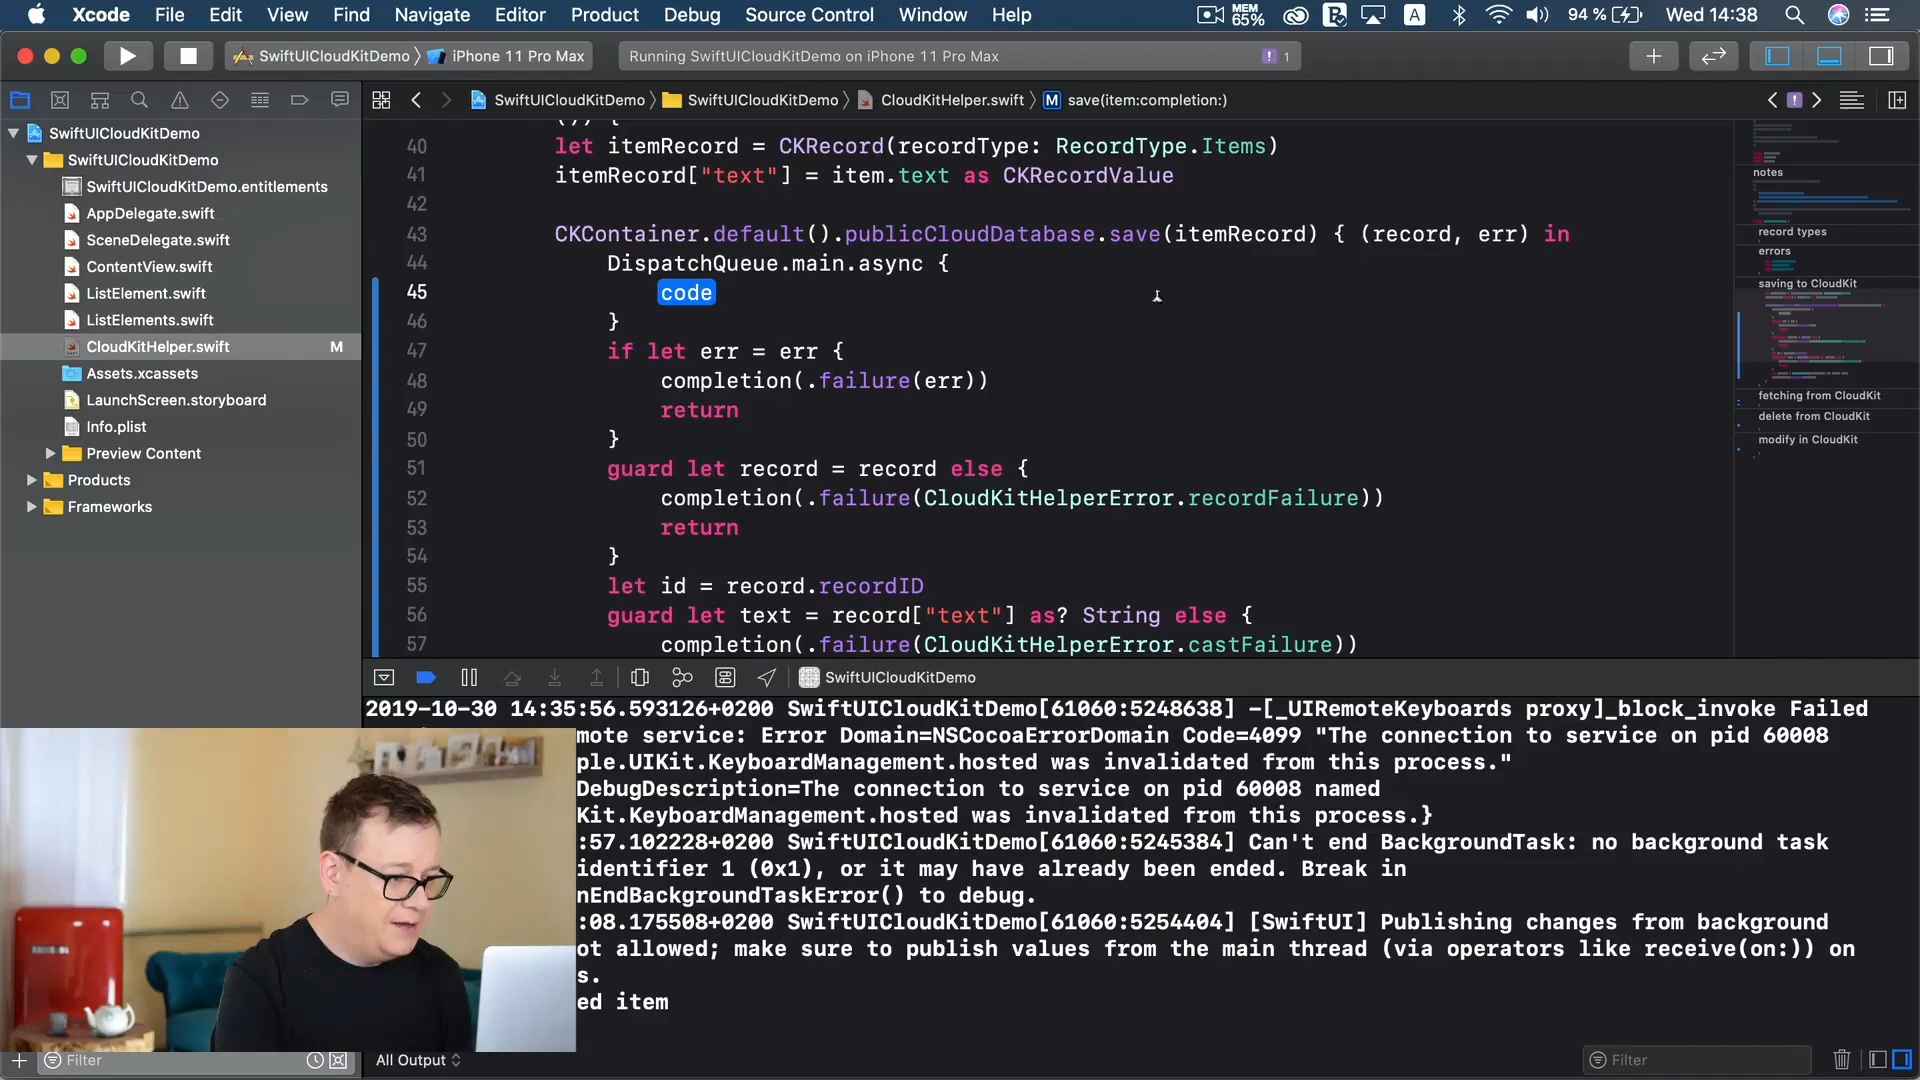 Xcode File Edit View Find Navigate Editor Product Debug Source Control Window Help MEM 65% A 94 % Wed 14:38
SwiftUICloudKitDemo iPhone 11 Pro Max Running SwiftUICloudKitDemo on iPhone 11 Pro Max 1
SwiftUICloudKitDemo SwiftUICloudKitDemo CloudKitHelper.swift M save(item:completion:)
SwiftUICloudKitDemo
SwiftUICloudKitDemo
SwiftUICloudKitDemo.entitlements
AppDelegate.swift
SceneDelegate.swift
ContentView.swift
ListElement.swift
ListElements.swift
CloudKitHelper.swift M
Assets.xcassets
LaunchScreen.storyboard
Info.plist
Preview Content
Products
Frameworks
()) {
40 let itemRecord = CKRecord(recordType: RecordType.Items)
41 itemRecord["text"] = item.text as CKRecordValue
42
43 CKContainer.default().publicCloudDatabase.save(itemRecord) { (record, err) in
44 DispatchQueue.main.async {
45 code
46 }
47 if let err = err {
48 completion(.failure(err))
49 return
50 }
51 guard let record = record else {
52 completion(.failure(CloudKitHelperError.recordFailure))
53 return
54 }
55 let id = record.recordID
56 guard let text = record["text"] as? String else {
57 completion(.failure(CloudKitHelperError.castFailure))
notes
record types
errors
saving to CloudKit
fetching from CloudKit
delete from CloudKit
modify in CloudKit
SwiftUICloudKitDemo
2019-10-30 14:35:56.593126+0200 SwiftUICloudKitDemo[61060:5248638] -[_UIRemoteKeyboards proxy]_block_invoke Failed
mote service: Error Domain=NSCocoaErrorDomain Code=4099 "The connection to service on pid 60008
ple.UIKit.KeyboardManagement.hosted was invalidated from this process."
DebugDescription=The connection to service on pid 60008 named
Kit.KeyboardManagement.hosted was invalidated from this process.}
:57.102228+0200 SwiftUICloudKitDemo[61060:5245384] Can't end BackgroundTask: no background task
identifier 1 (0x1), or it may have already been ended. Break in
nEndBackgroundTaskError() to debug.
:08.175508+0200 SwiftUICloudKitDemo[61060:5254404] [SwiftUI] Publishing changes from background
ot allowed; make sure to publish values from the main thread (via operators like receive(on:)) on
s.
ed item
Filter All Output Filter